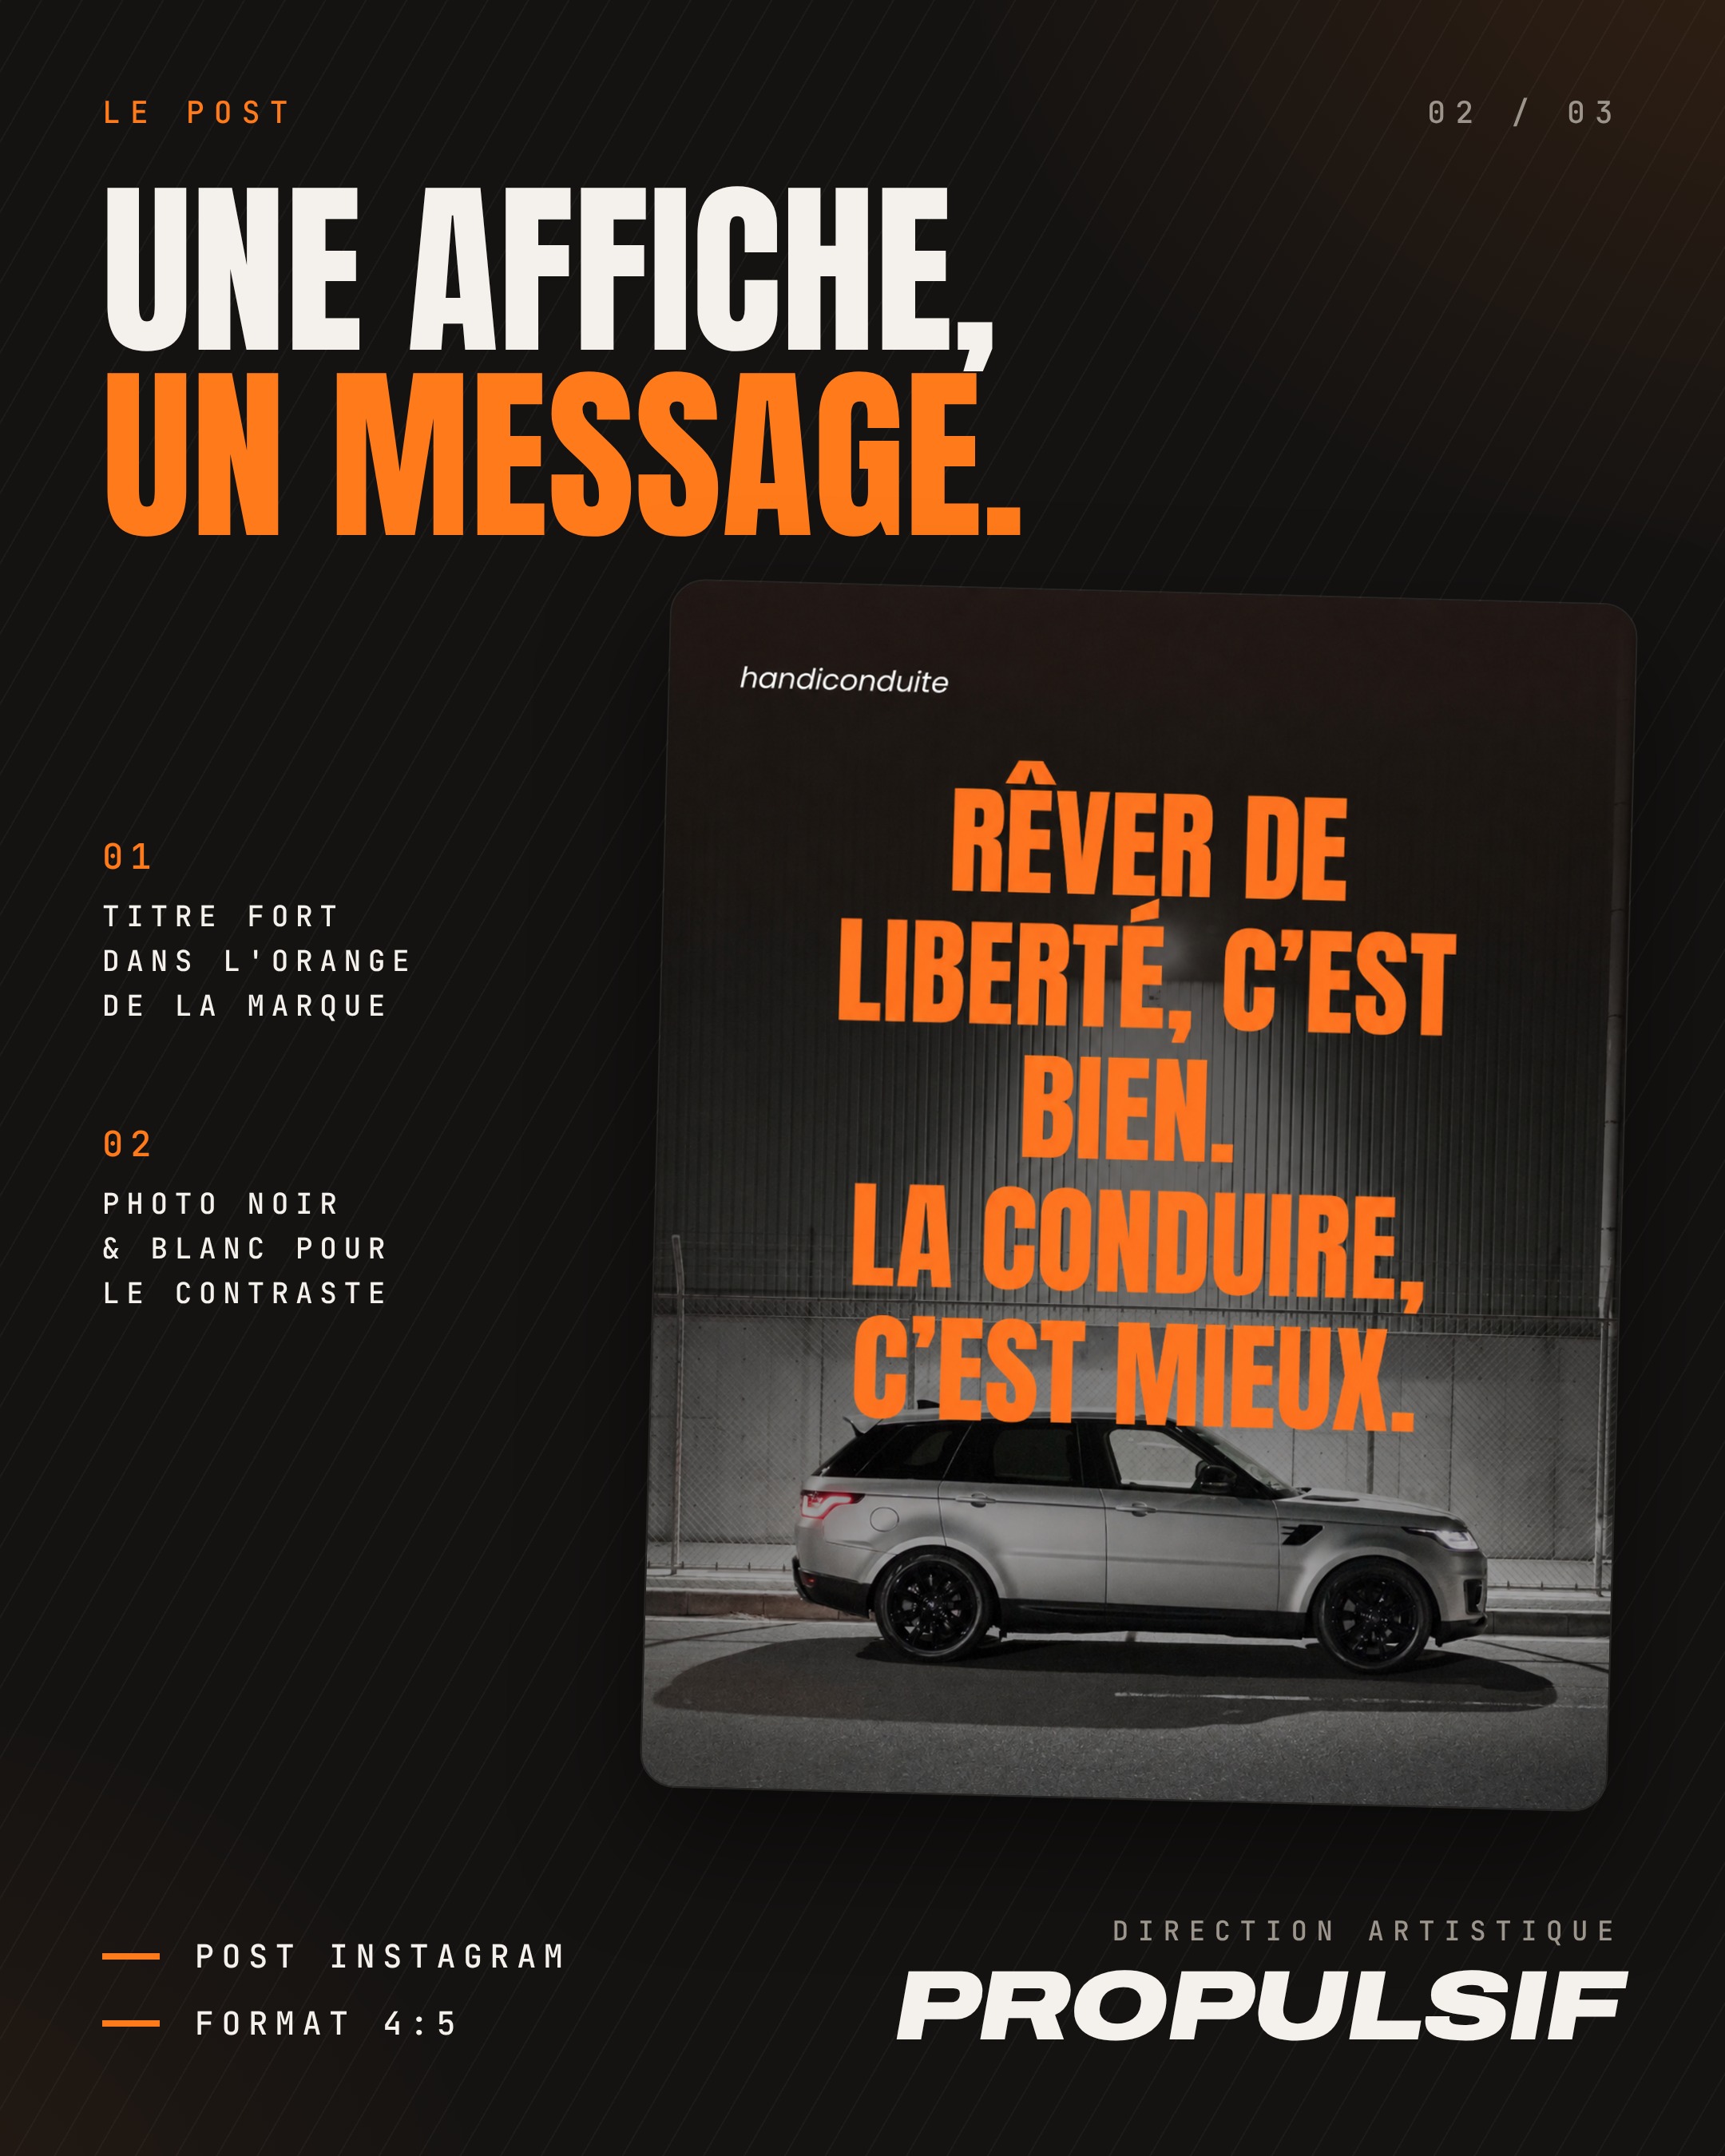 LE POST
02 / 03
UNE AFFICHE,
UN MESSAGE.
handiconduite
RÊVER DE
LIBERTÉ, C’EST
BIEN.
LA CONDUIRE,
C’EST MIEUX.
01
TITRE FORT
DANS L'ORANGE
DE LA MARQUE
02
PHOTO NOIR
& BLANC POUR
LE CONTRASTE
POST INSTAGRAM
FORMAT 4:5
DIRECTION ARTISTIQUE
PROPULSIF